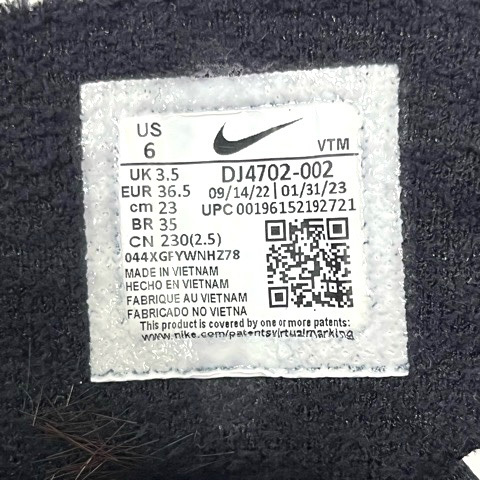 US
6
VTM
UK 3.5
EUR 36.5
cm 23
BR 35
CN 230(2.5)
DJ4702-002
09/14/22 | 01/31/23
UPC 00196152192721
044XGFYWNHZ78
MADE IN VIETNAM
HECHO EN VIETNAM
FABRIQUE AU VIETNAM
FABRICADO NO VIETNA
This product is covered by one or more patents:
www.nike.com/patentsvirtualmarking